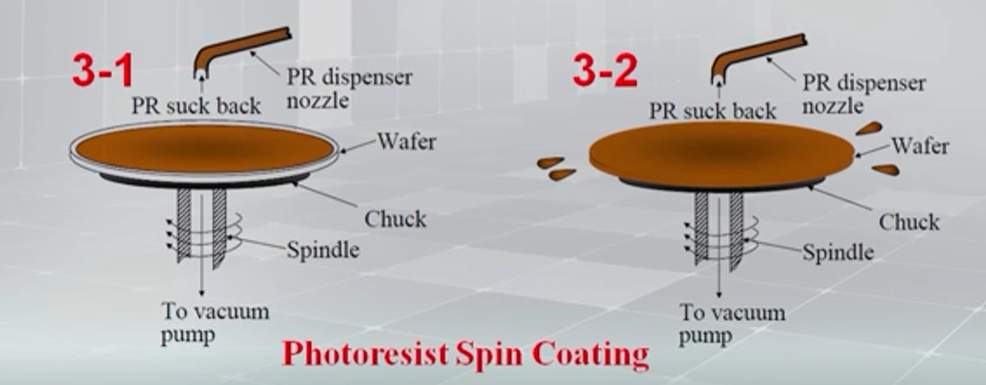 3-1
PR dispenser
nozzle
PR suck back
Wafer
Chuck
Spindle
To vacuum
pump
3-2
PR dispenser
nozzle
PR suck back
Wafer
Chuck
Spindle
To vacuum
pump
Photoresist Spin Coating